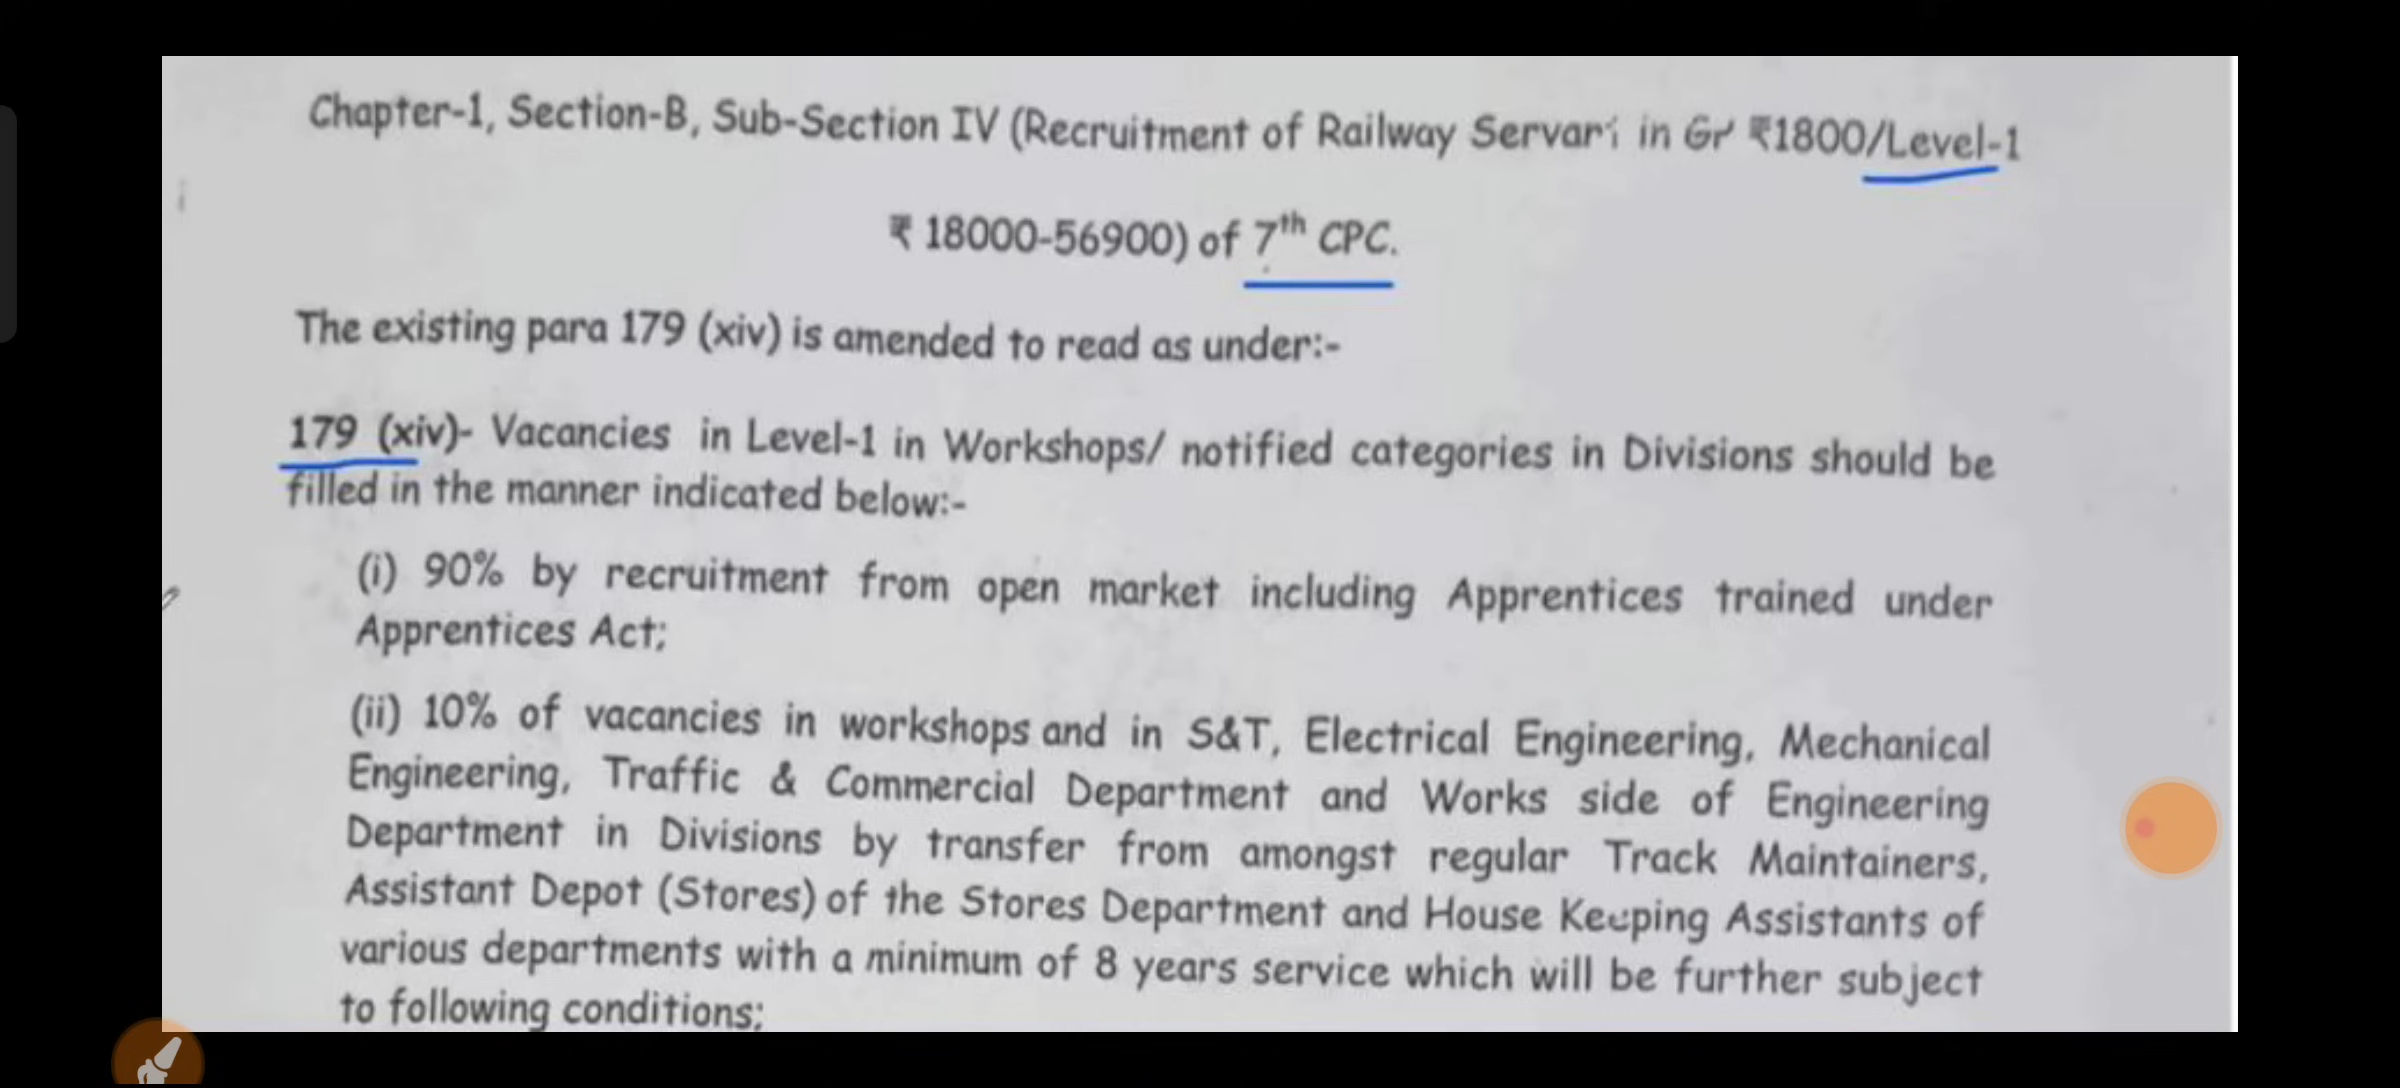 Chapter-1, Section-B, Sub-Section IV (Recruitment of Railway in Gr ₹1800/Level-1
₹ 18000-56900) of 7th CPC.
The existing para 179 (xiv) is amended to read as under:-
179 (xiv)- Vacancies in Level-1 in Workshops/ notified categories in Divisions should be
filled in the manner indicated below:-
(i) 90% by recruitment from open market including Apprentices trained under
Apprentices Act;
(ii) 10% of vacancies in workshops and in S&T, Electrical Engineering, Mechanical
Engineering, Traffic & Commercial Department and Works side of Engineering
Department in Divisions by transfer from amongst regular Track Maintainers,
Assistant Depot (Stores) of the Stores Department and House Keeping Assistants of
various departments with a minimum of 8 years service which will be further subject
to following conditions: